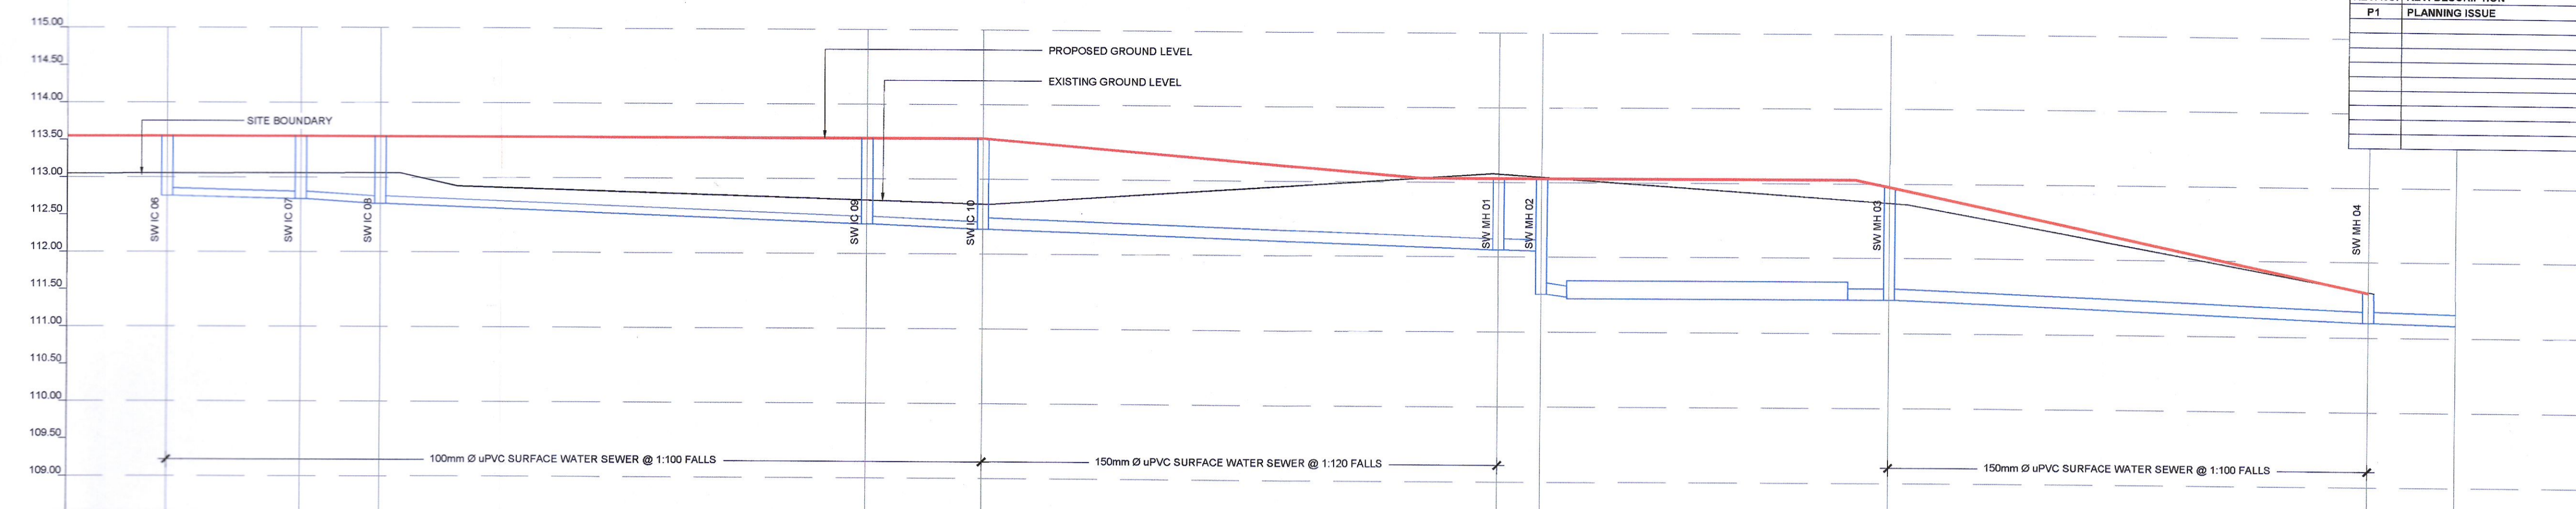 P1 PLANNING ISSUE
115.00
114.50
114.00
113.50
113.00
112.50
112.00
111.50
111.00
110.50
110.00
109.50
109.00
PROPOSED GROUND LEVEL
EXISTING GROUND LEVEL
SITE BOUNDARY
SW IC 06
SW IC 07
SW IC 08
SW IC 09
SW IC 10
SW MH 01
SW MH 02
SW MH 03
SW MH 04
100mm Ø uPVC SURFACE WATER SEWER @ 1:100 FALLS
150mm Ø uPVC SURFACE WATER SEWER @ 1:120 FALLS
150mm Ø uPVC SURFACE WATER SEWER @ 1:100 FALLS